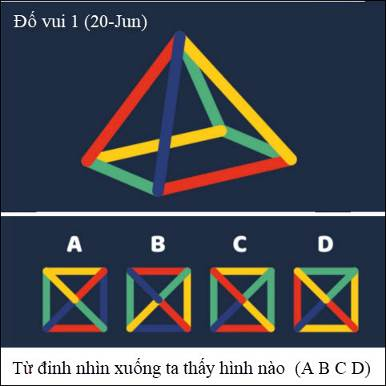 Đố vui 1 (20-Jun)
A B C D
Từ đỉnh nhìn xuống ta thấy hình nào (A B C D)